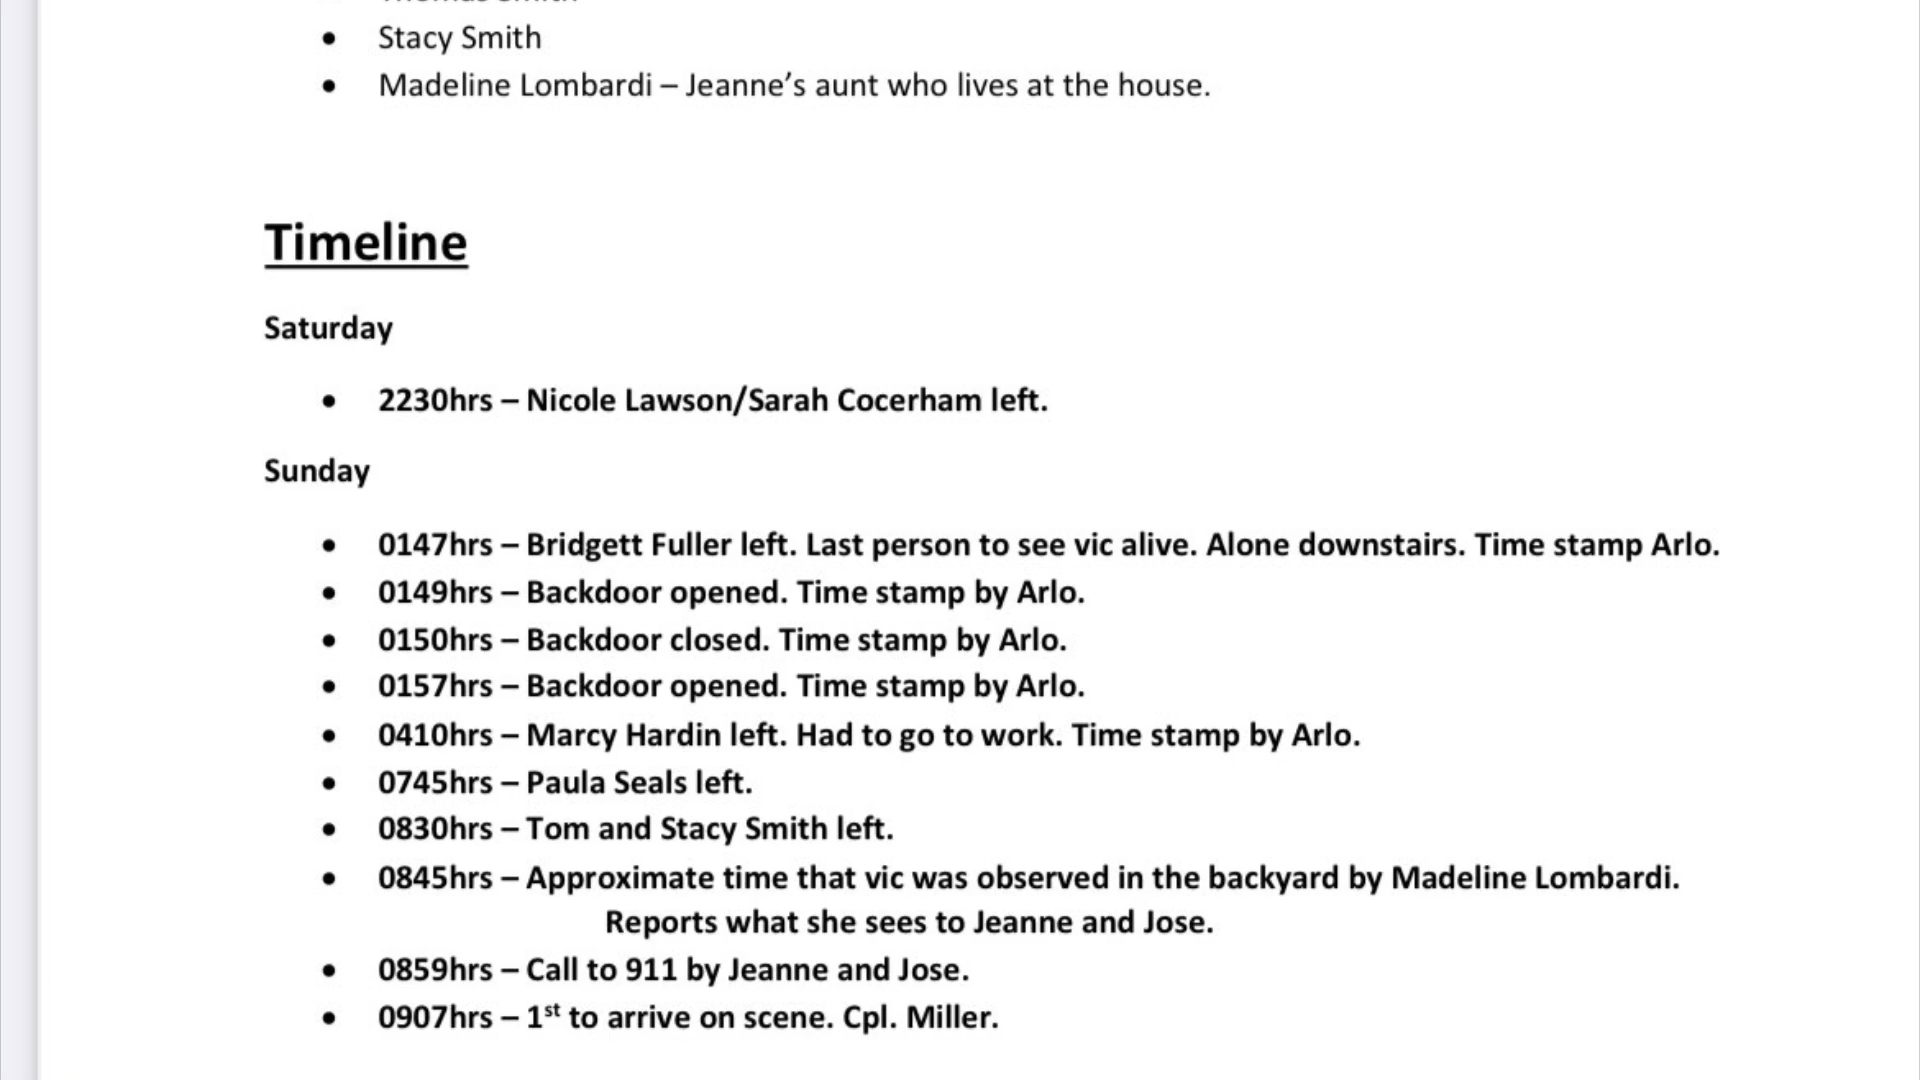 • Stacy Smith
• Madeline Lombardi – Jeanne’s aunt who lives at the house.
Timeline
Saturday
• 2230hrs – Nicole Lawson/Sarah Cocerham left.
Sunday
• 0147hrs – Bridgett Fuller left. Last person to see vic alive. Alone downstairs. Time stamp Arlo.
• 0149hrs – Backdoor opened. Time stamp by Arlo.
• 0150hrs – Backdoor closed. Time stamp by Arlo.
• 0157hrs – Backdoor opened. Time stamp by Arlo.
• 0410hrs – Marcy Hardin left. Had to go to work. Time stamp by Arlo.
• 0745hrs – Paula Seals left.
• 0830hrs – Tom and Stacy Smith left.
• 0845hrs – Approximate time that vic was observed in the backyard by Madeline Lombardi.
Reports what she sees to Jeanne and Jose.
• 0859hrs – Call to 911 by Jeanne and Jose.
• 0907hrs – 1st to arrive on scene. Cpl. Miller.